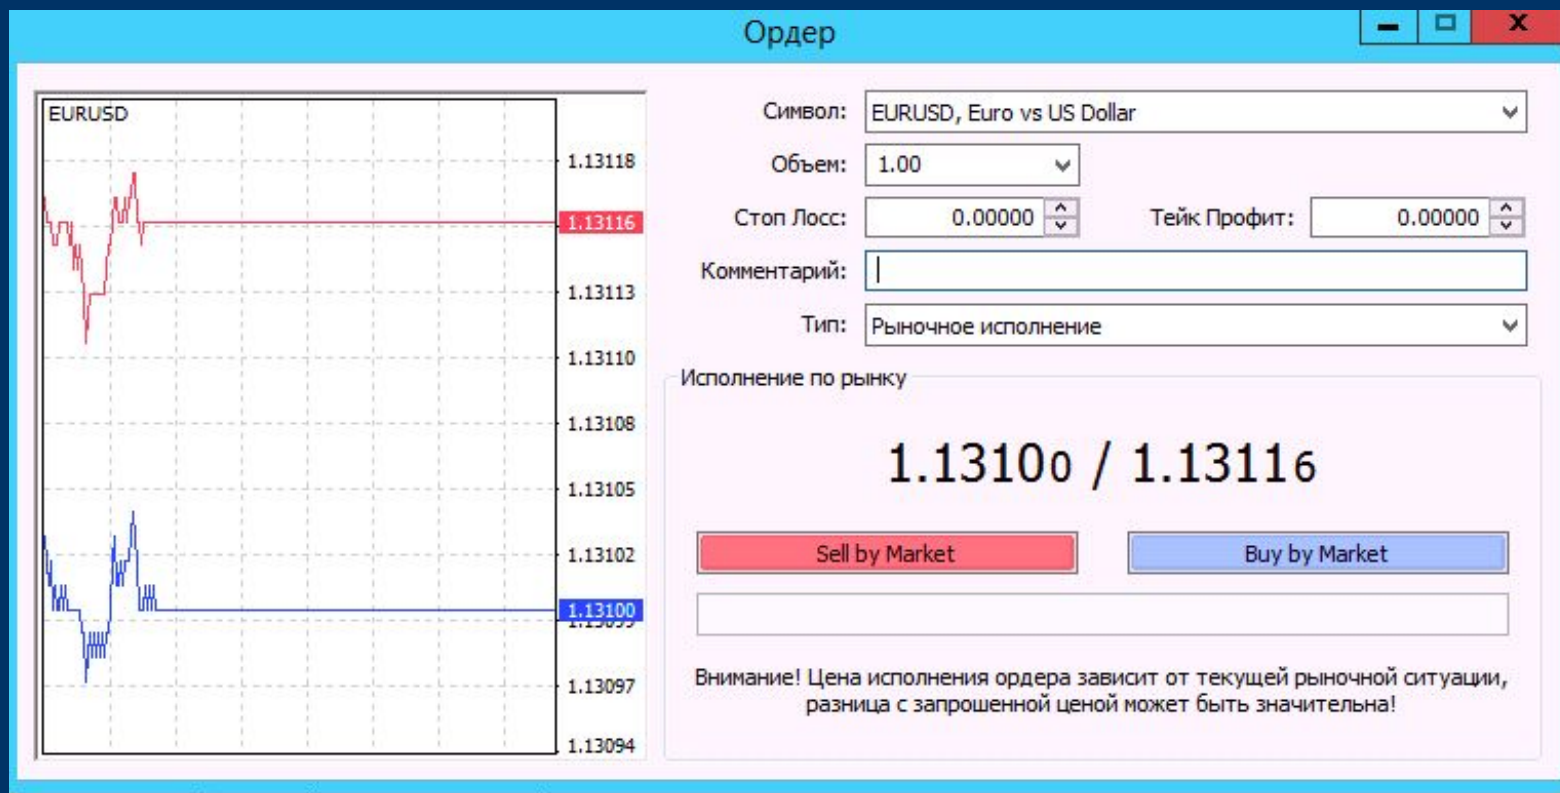 Ордер
EURUSD
1.13118
1.13116
1.13113
1.13110
1.13108
1.13105
1.13102
1.13100
1.13099
1.13097
1.13094
Символ: EURUSD, Euro vs US Dollar
Объем: 1.00
Стоп Лосс: 0.00000 Тейк Профит: 0.00000
Комментарий:
Тип: Рыночное исполнение
Исполнение по рынку
1.13100 / 1.13116
Sell by Market Buy by Market
Внимание! Цена исполнения ордера зависит от текущей рыночной ситуации,
разница с запрошенной ценой может быть значительна!